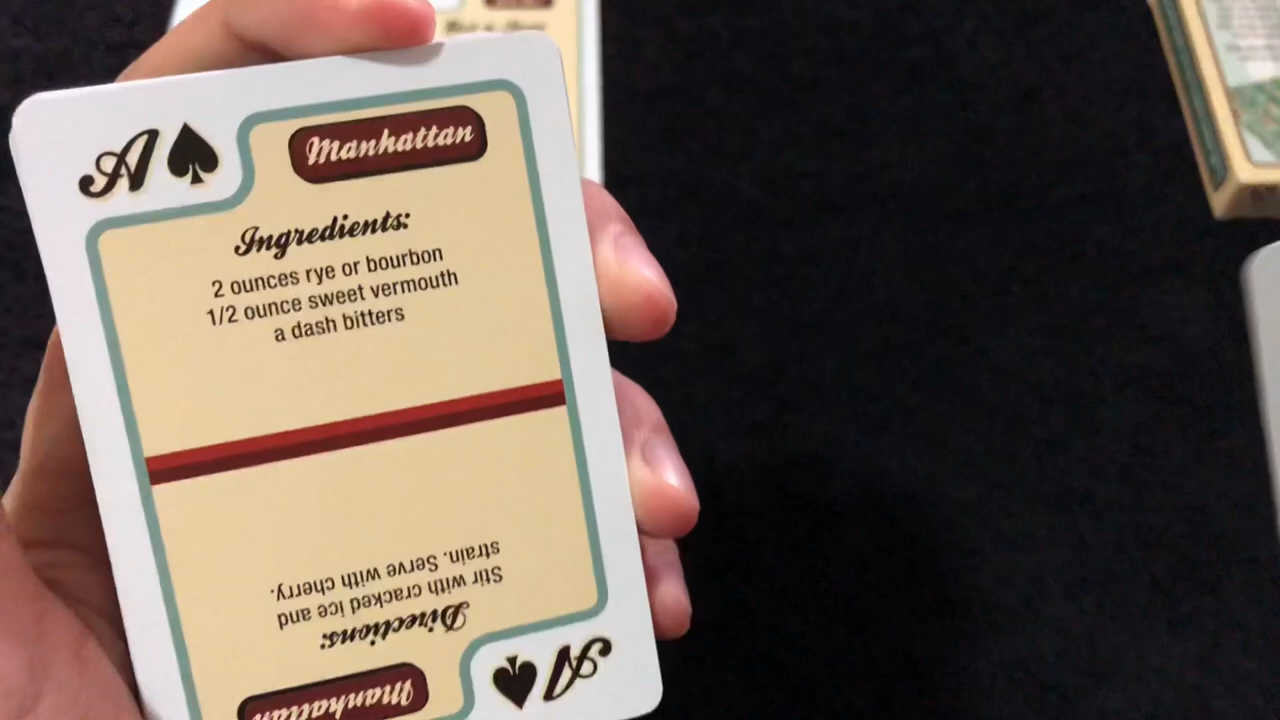 A
Manhattan
Ingredients:
2 ounces rye or bourbon
1/2 ounce sweet vermouth
a dash bitters
A
Manhattan
Directions:
Stir with cracked ice and
strain. Serve with cherry.